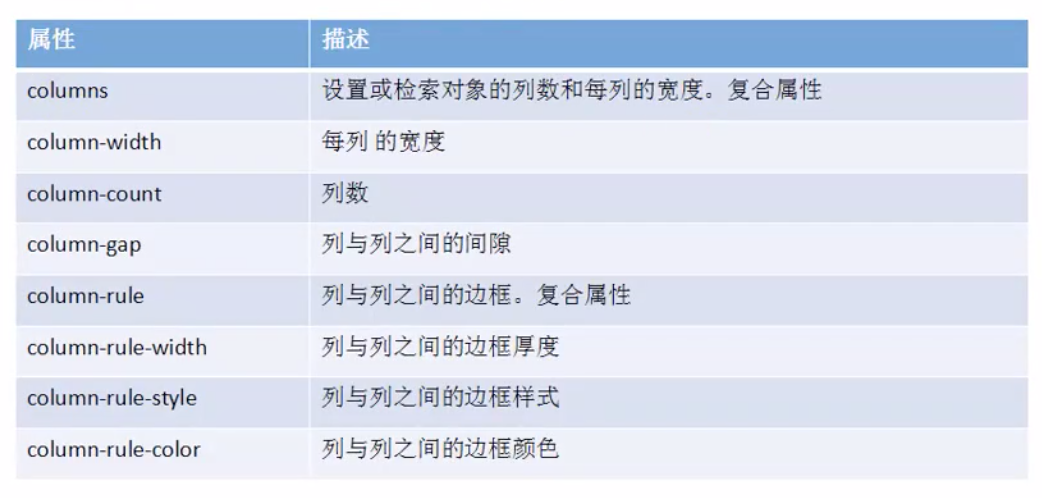 属性 描述
columns 设置或检索对象的列数和每列的宽度。复合属性
column-width 每列 的宽度
column-count 列数
column-gap 列与列之间的间隙
column-rule 列与列之间的边框。复合属性
column-rule-width 列与列之间的边框厚度
column-rule-style 列与列之间的边框样式
column-rule-color 列与列之间的边框颜色